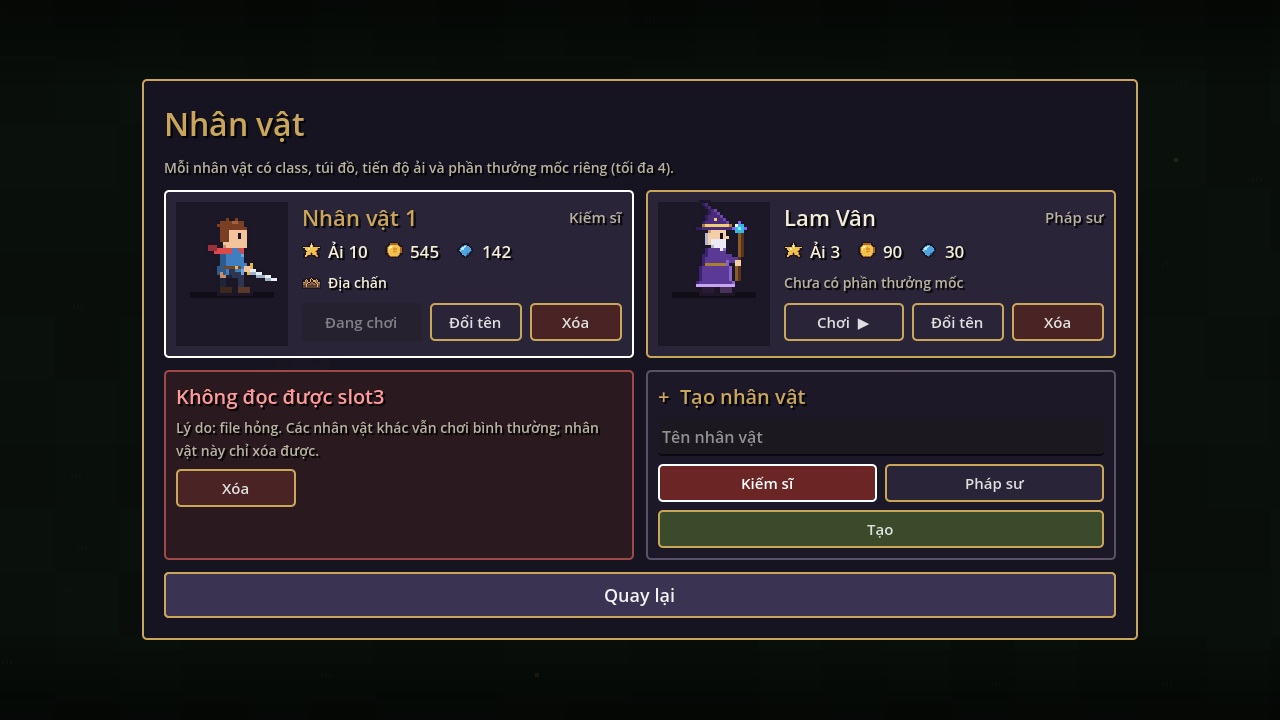 Nhân vật
Mỗi nhân vật có class, túi đồ, tiến độ ải và phần thưởng mốc riêng (tối đa 4).
Nhân vật 1 Kiếm sĩ
Ải 10 545 142
Địa chấn
Đang chơi Đổi tên Xóa
Lam Vân Pháp sư
Ải 3 90 30
Chưa có phần thưởng mốc
Chơi ▶ Đổi tên Xóa
Không đọc được slot3
Lý do: file hỏng. Các nhân vật khác vẫn chơi bình thường; nhân
vật này chỉ xóa được.
Xóa
+ Tạo nhân vật
Tên nhân vật
Kiếm sĩ Pháp sư
Tạo
Quay lại